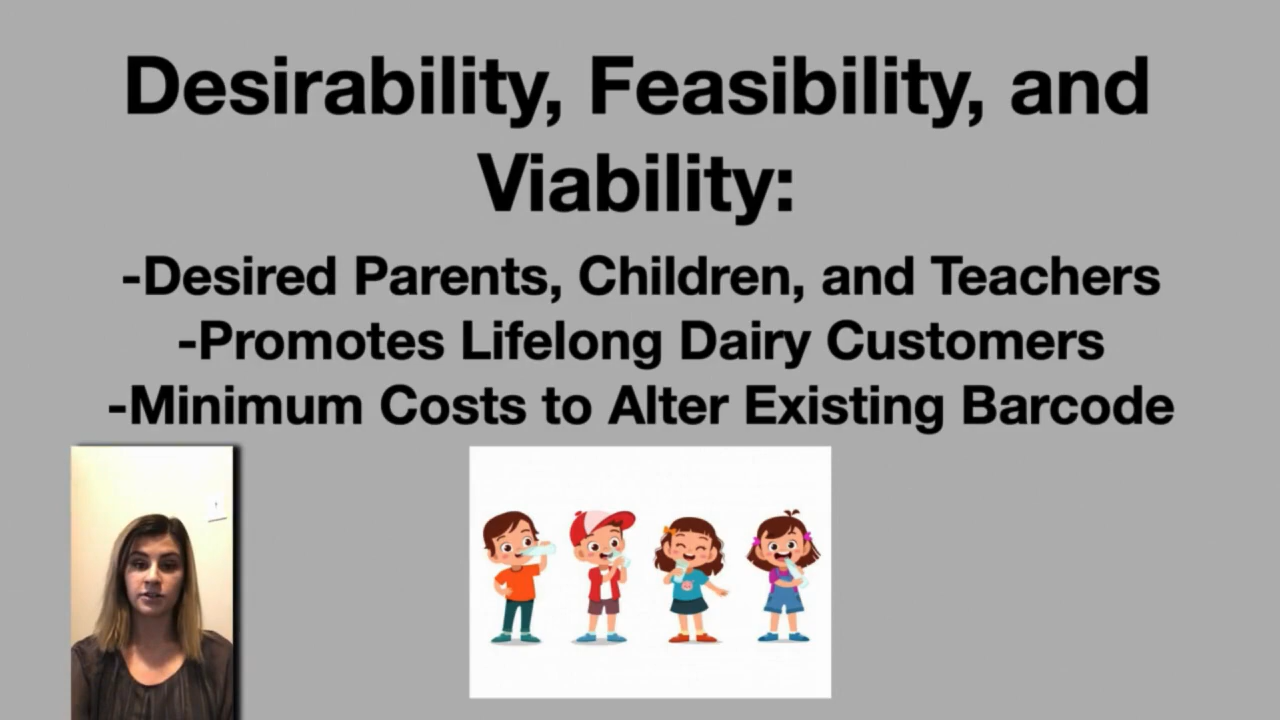 Desirability, Feasibility, and
Viability:
-Desired Parents, Children, and Teachers
-Promotes Lifelong Dairy Customers
-Minimum Costs to Alter Existing Barcode